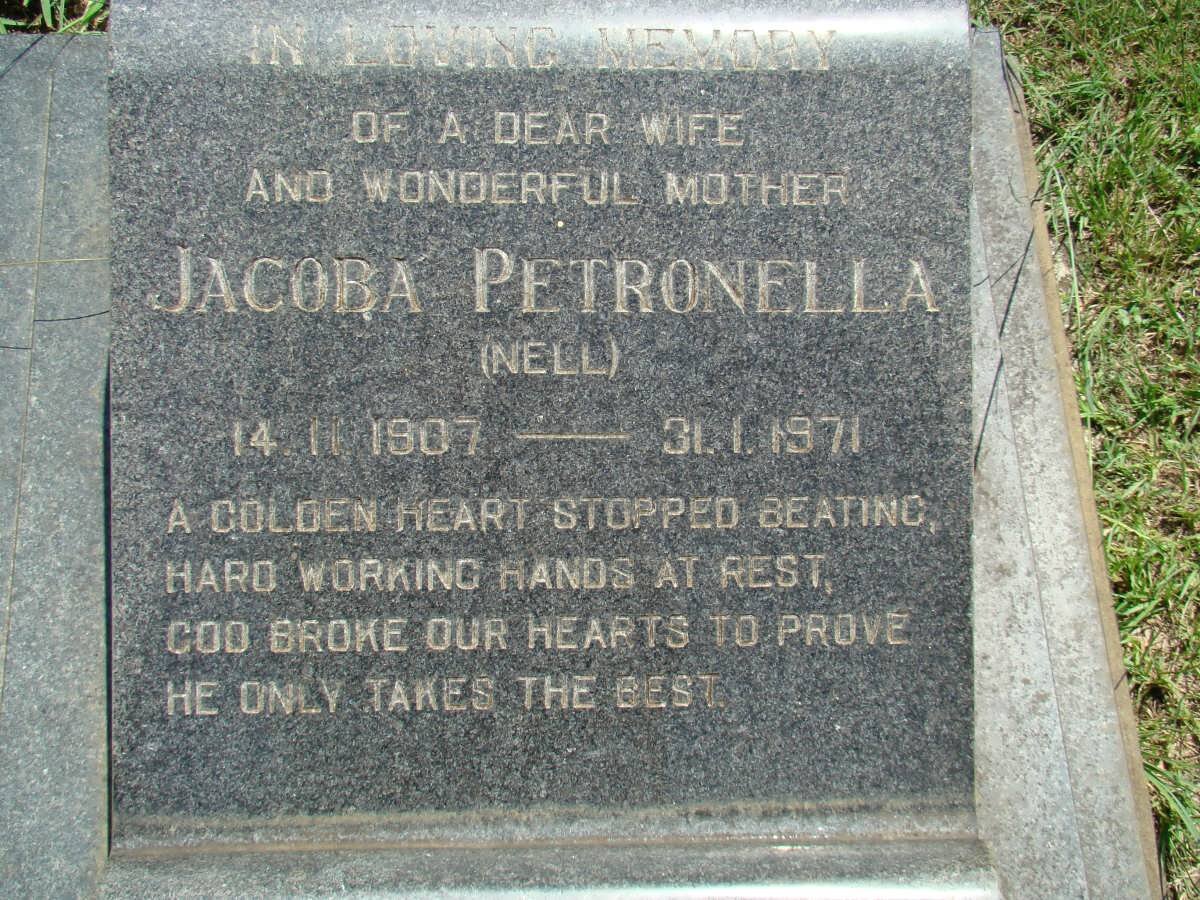 IN LOVING MEMORY
OF A DEAR WIFE
AND WONDERFUL MOTHER
JACOBA PETRONELLA
(NELL)
14. 11. 1907 — 31. 1. 1971
A GOLDEN HEART STOPPED BEATING,
HARD WORKING HANDS AT REST,
GOD BROKE OUR HEARTS TO PROVE
HE ONLY TAKES THE BEST.